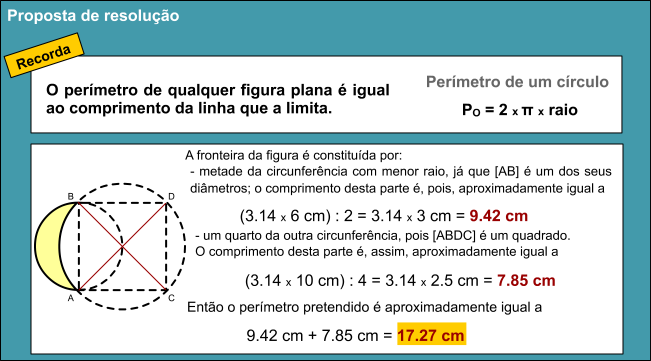 Proposta de resolução
Recorda
O perímetro de qualquer figura plana é igual
ao comprimento da linha que a limita.
Perímetro de um círculo
PO = 2 x π x raio
A fronteira da figura é constituída por:
- metade da circunferência com menor raio, já que [AB] é um dos seus
diâmetros; o comprimento desta parte é, pois, aproximadamente igual a
(3.14 x 6 cm) : 2 = 3.14 x 3 cm = 9.42 cm
- um quarto da outra circunferência, pois [ABDC] é um quadrado.
O comprimento desta parte é, assim, aproximadamente igual a
(3.14 x 10 cm) : 4 = 3.14 x 2.5 cm = 7.85 cm
Então o perímetro pretendido é aproximadamente igual a
9.42 cm + 7.85 cm = 17.27 cm
B
D
A
C